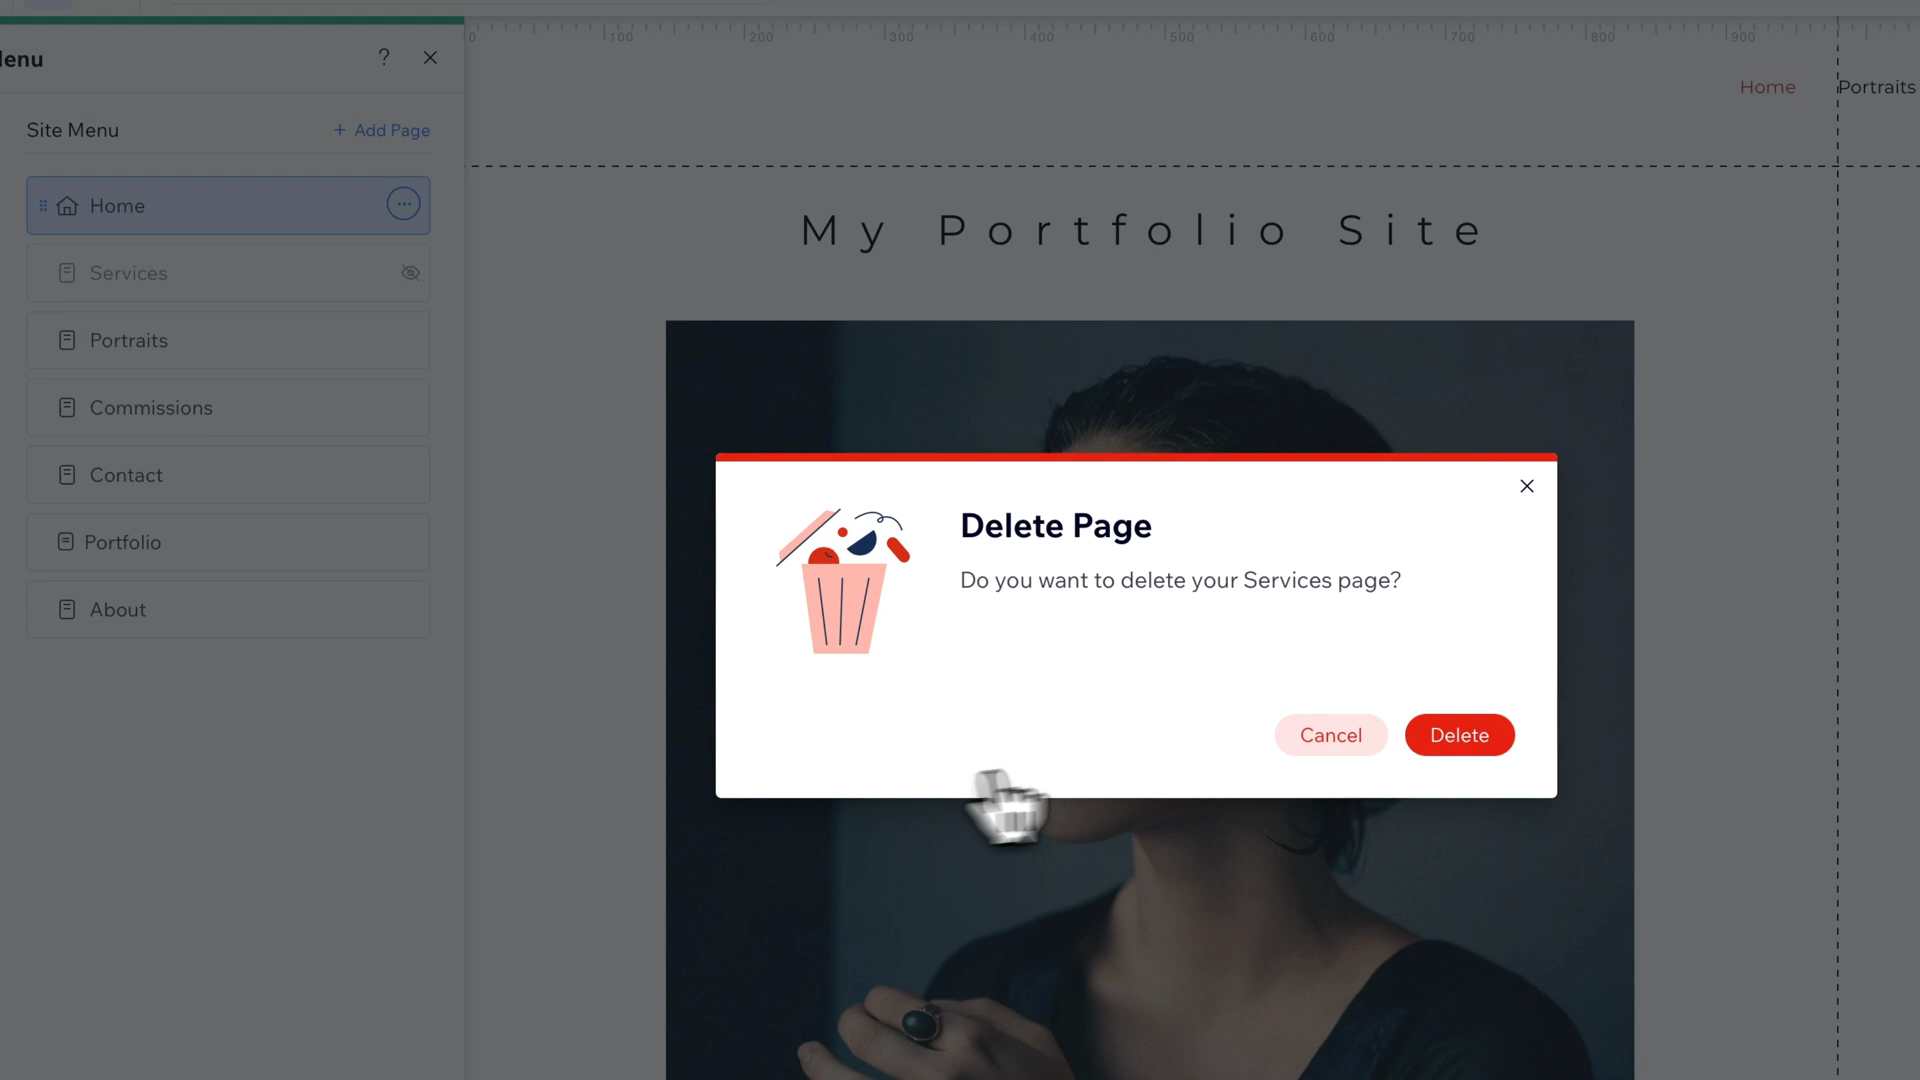 enu
?
Site Menu
+ Add Page
Home
Services
Portraits
Commissions
Contact
Portfolio
About
0 100 200 300 400 500 600 700 800 900
Home Portraits
My Portfolio Site
Delete Page
Do you want to delete your Services page?
Cancel Delete